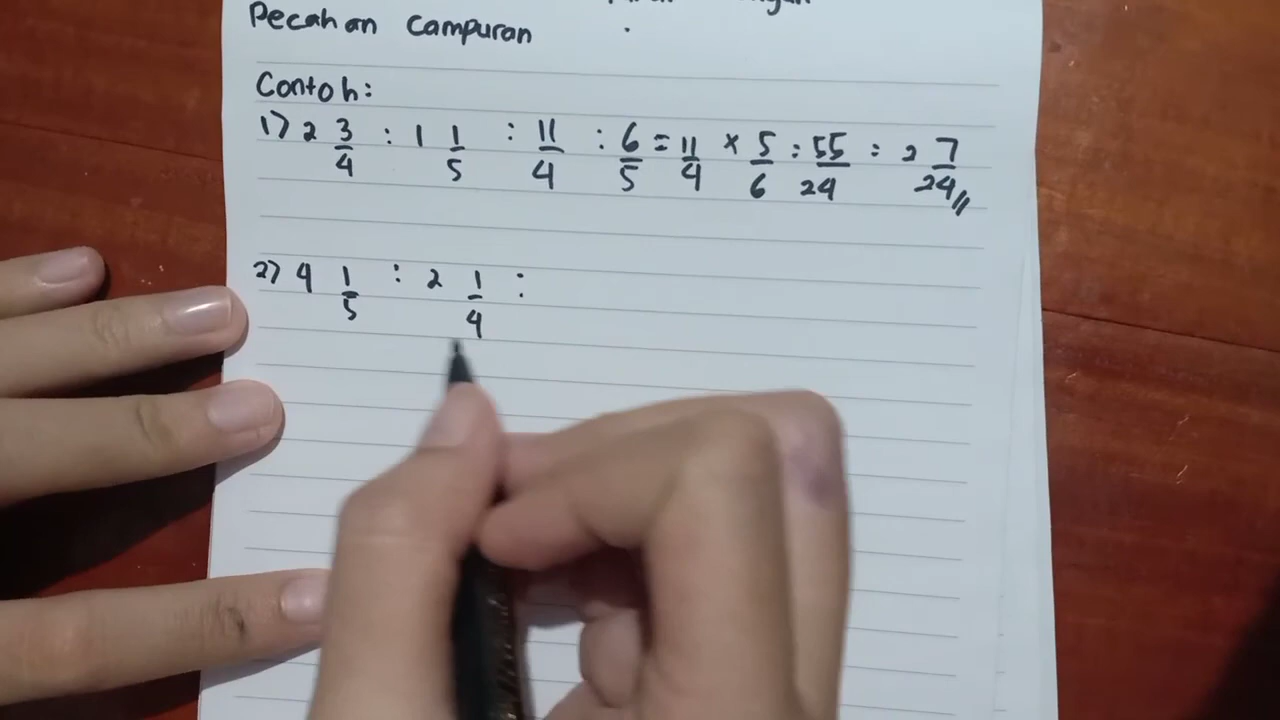 Pecahan Campuran
Contoh:
1) 2 3/4 : 1 1/5 : 11/4 : 6/5 = 11/4 x 5/6 : 55/24 : 2 7/24 //
2) 4 1/5 : 2 1/4 :